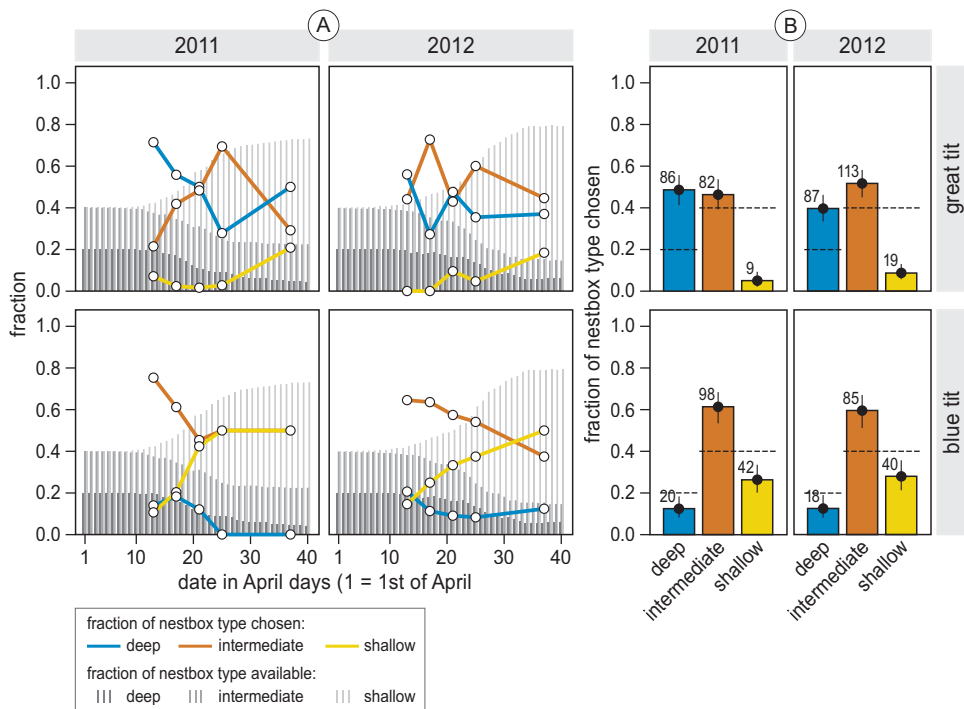 A
B
2011
2012
2011
2012
1.0
0.8
0.6
0.4
0.2
0.0
1.0
0.8
0.6
0.4
0.2
0.0
fraction
1 10 20 30 40
1 10 20 30 40
date in April days (1 = 1st of April
1.0
0.8
0.6
0.4
0.2
0.0
1.0
0.8
0.6
0.4
0.2
0.0
fraction of nestbox type chosen
86 82 9
87 113 19
great tit
20 98 42
18 85 40
blue tit
deep intermediate shallow
deep intermediate shallow
fraction of nestbox type chosen:
deep intermediate shallow
fraction of nestbox type available:
deep intermediate shallow